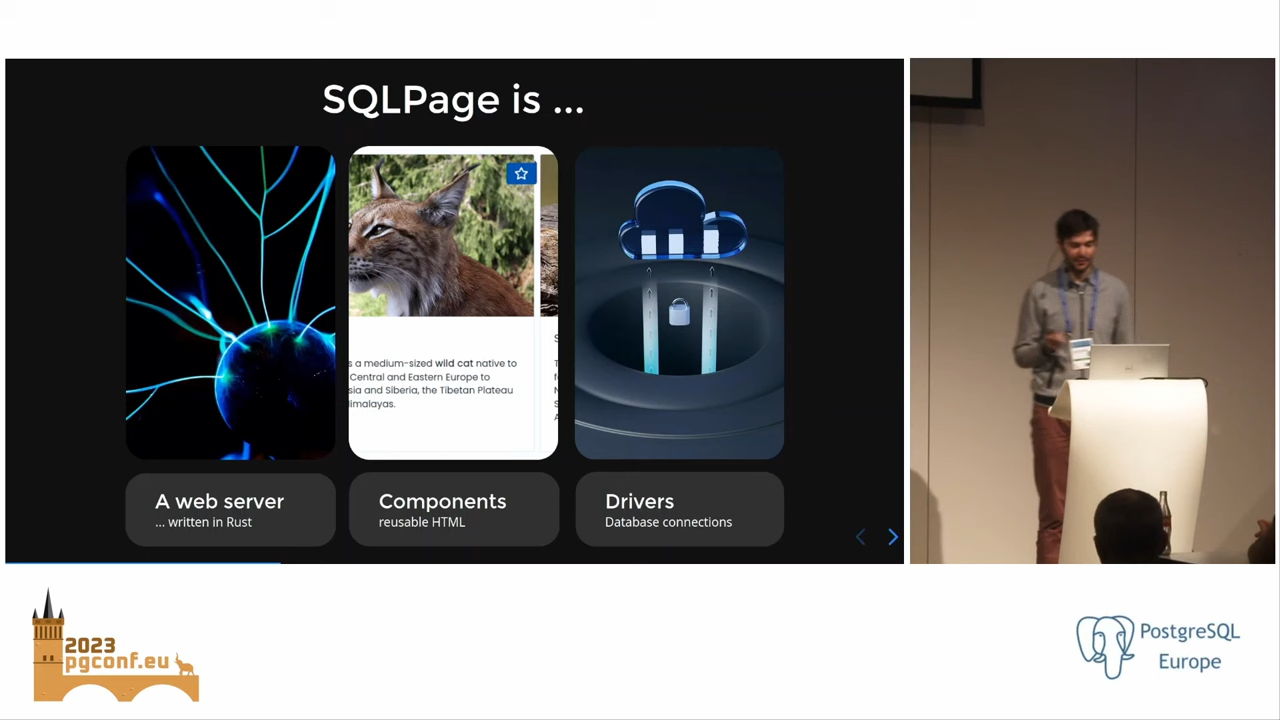 SQLPage is ...
s a medium-sized wild cat native to
Central and Eastern Europe to
sia and Siberia, the Tibetan Plateau
imalayas.
A web server
... written in Rust
Components
reusable HTML
Drivers
Database connections
2023
pgconf.eu
PostgreSQL
Europe